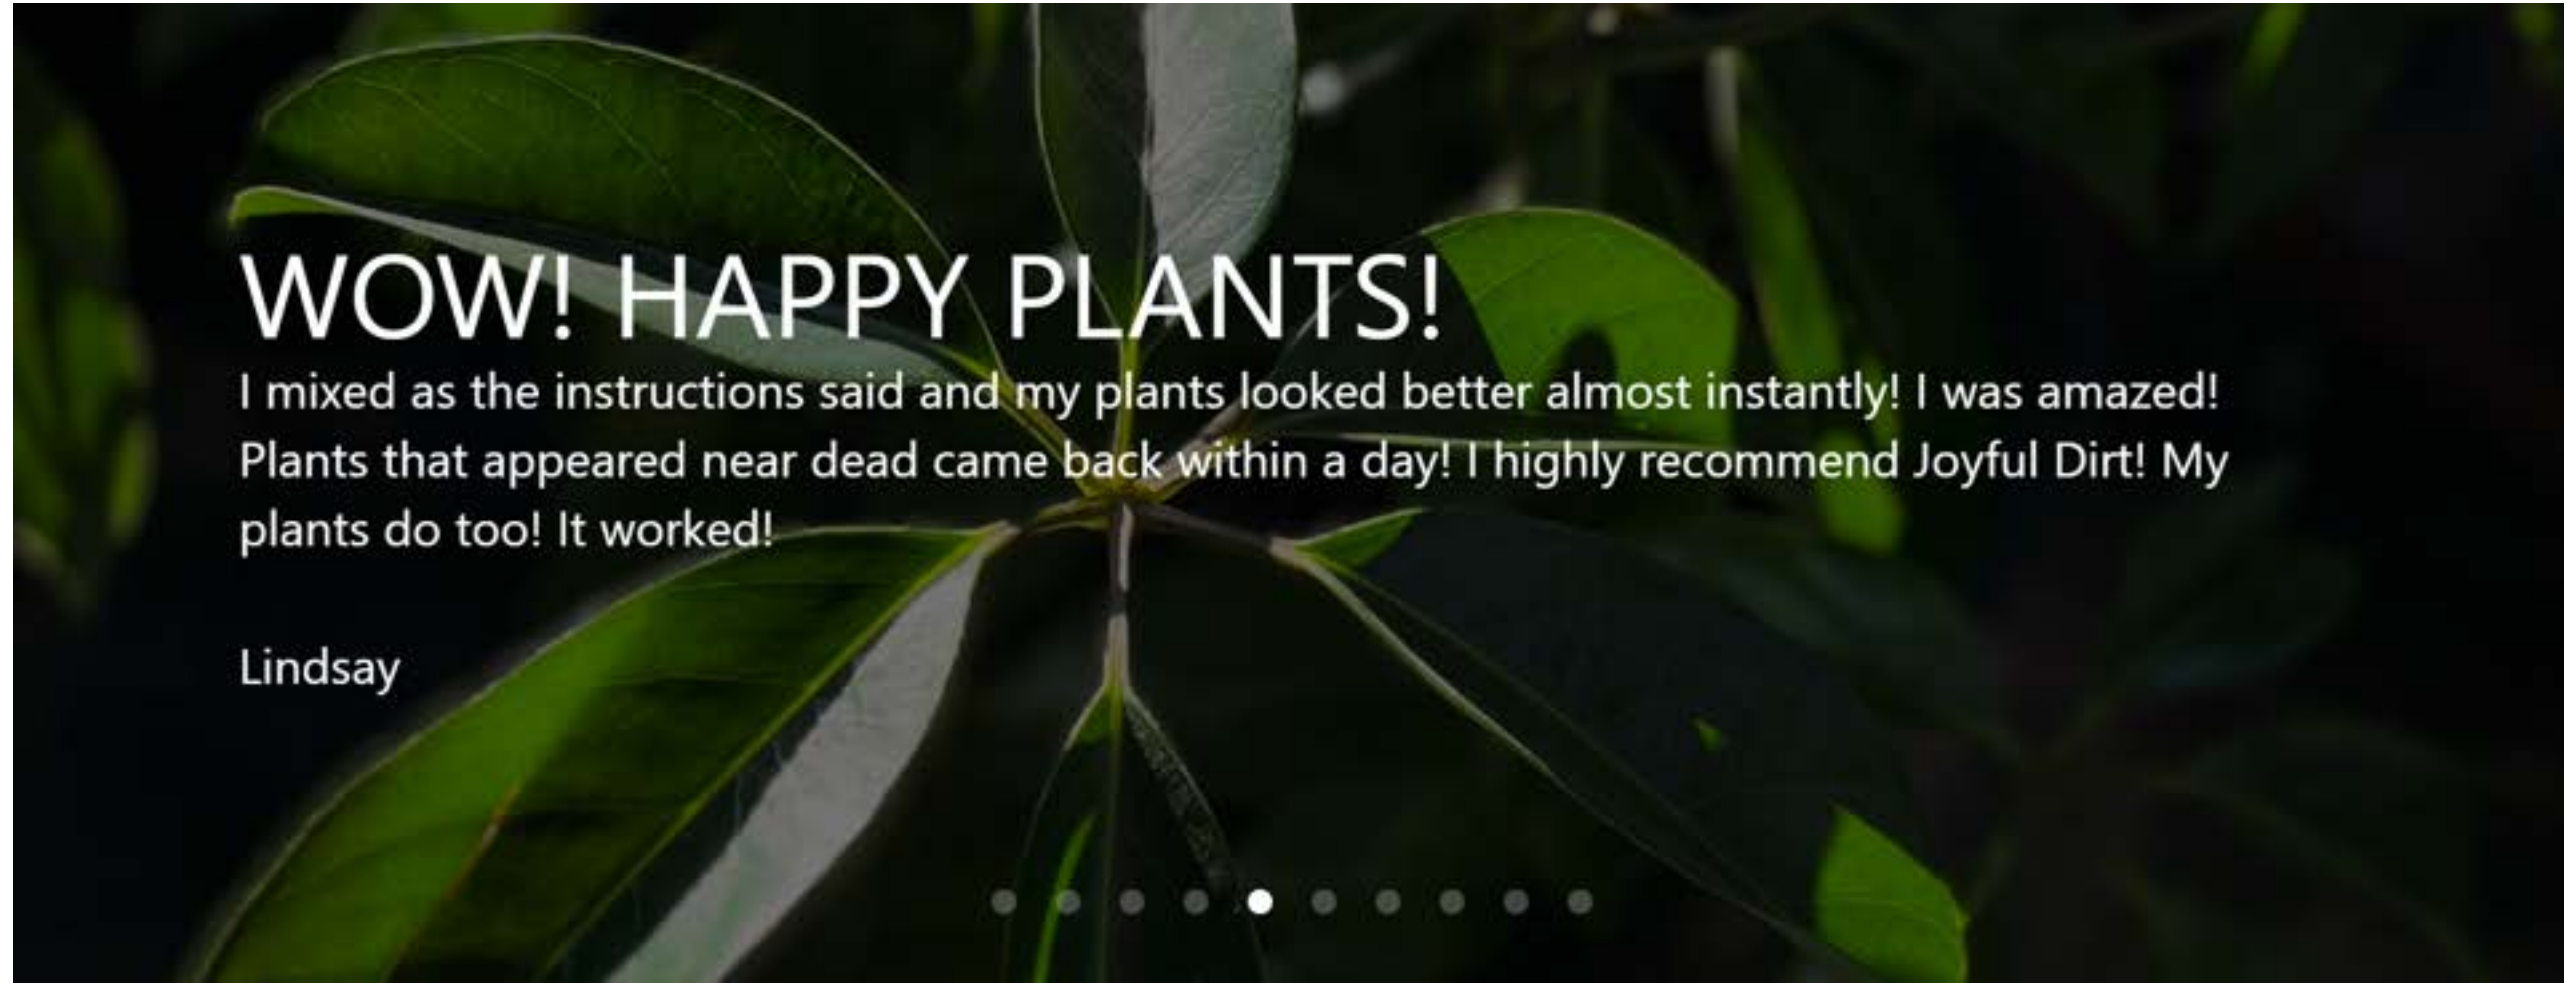 WOW! HAPPY PLANTS!
I mixed as the instructions said and my plants looked better almost instantly! I was amazed!
Plants that appeared near dead came back within a day! I highly recommend Joyful Dirt! My
plants do too! It worked!
Lindsay